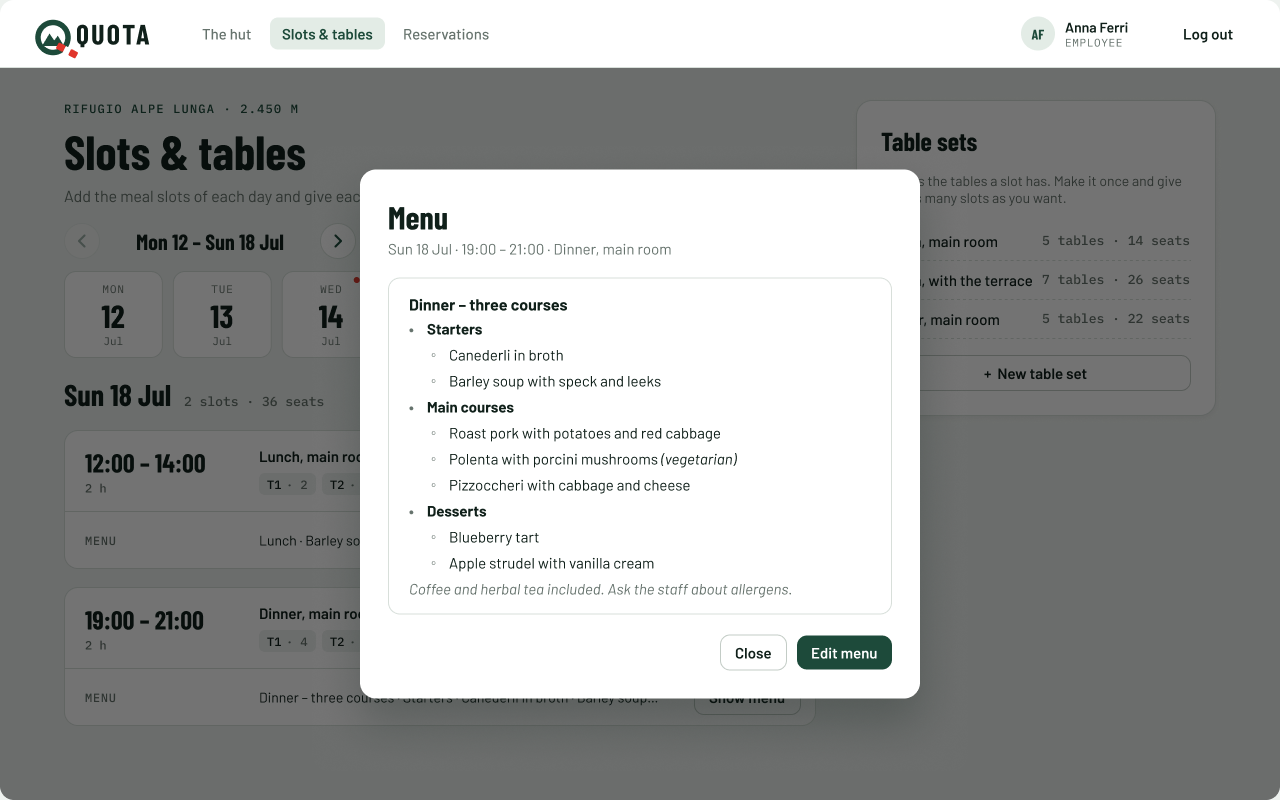 QUOTA
The hut
Slots & tables
Reservations
AF
Anna Ferri
EMPLOYEE
Log out
RIFUGIO ALPE LUNGA · 2.450 M
Slots & tables
Add the meal slots of each day and give
Mon 12 – Sun 18 Jul
MON
12
Jul
TUE
13
Jul
WED
14
Jul
Sun 18 Jul
2 slots · 36 seats
12:00 – 14:00
2 h
Lunch, main
T1 · 2
T2 ·
MENU
Lunch · Barley
19:00 – 21:00
2 h
Dinner, main
T1 · 4
T2 ·
MENU
Dinner – three courses · Starters · Canederli in broth · Barley soup...
Show menu
Table sets
the tables a slot has. Make it once and give
many slots as you want.
main room
5 tables · 14 seats
with the terrace
7 tables · 26 seats
main room
5 tables · 22 seats
+ New table set
Menu
Sun 18 Jul · 19:00 – 21:00 · Dinner, main room
Dinner – three courses
• Starters
◦ Canederli in broth
◦ Barley soup with speck and leeks
• Main courses
◦ Roast pork with potatoes and red cabbage
◦ Polenta with porcini mushrooms (vegetarian)
◦ Pizzoccheri with cabbage and cheese
• Desserts
◦ Blueberry tart
◦ Apple strudel with vanilla cream
Coffee and herbal tea included. Ask the staff about allergens.
Close
Edit menu